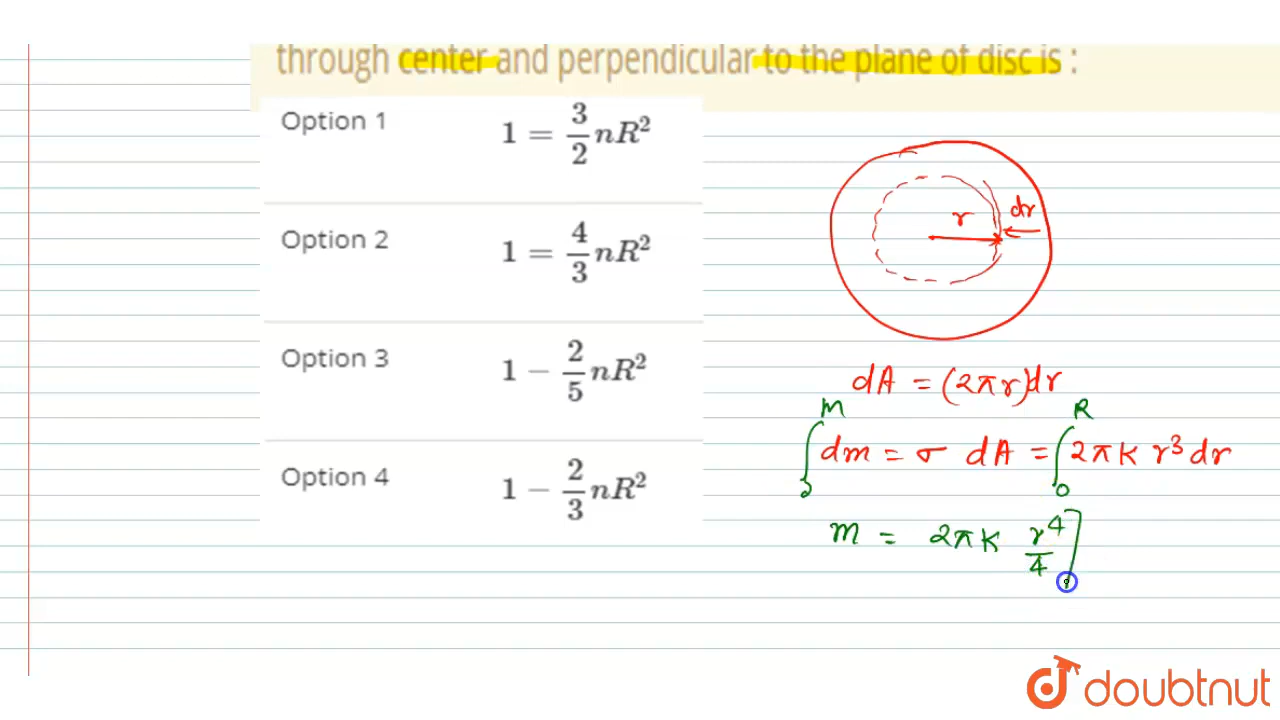 through center and perpendicular to the plane of disc is :
Option 1 1 = 3/2 nR²
Option 2 1 = 4/3 nR²
Option 3 1 − 2/5 nR²
Option 4 1 − 2/3 nR²
r dr
dA = (2πr)dr
∫₀ᴹ dm = σ dA = ∫₀ᴿ 2πK r³ dr
m = 2πK r⁴/4 ]
doubtnut